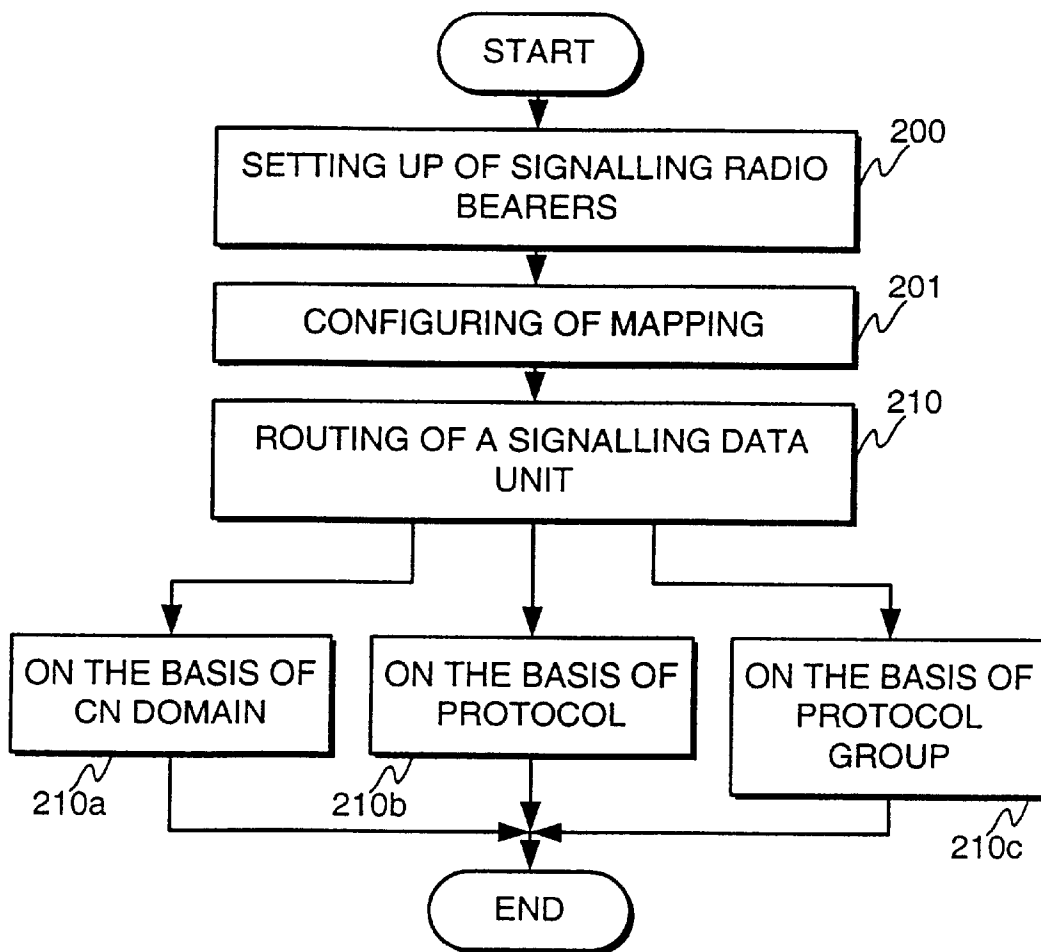 START
200
SETTING UP OF SIGNALLING RADIO
BEARERS
201
CONFIGURING OF MAPPING
210
ROUTING OF A SIGNALLING DATA
UNIT
ON THE BASIS OF
CN DOMAIN
210a
ON THE BASIS OF
PROTOCOL
210b
ON THE BASIS OF
PROTOCOL
GROUP
210c
END